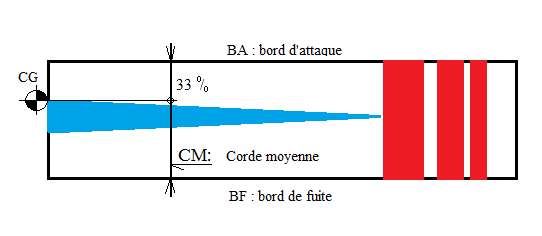 BA : bord d'attaque
CG
33 %
CM: Corde moyenne
BF : bord de fuite